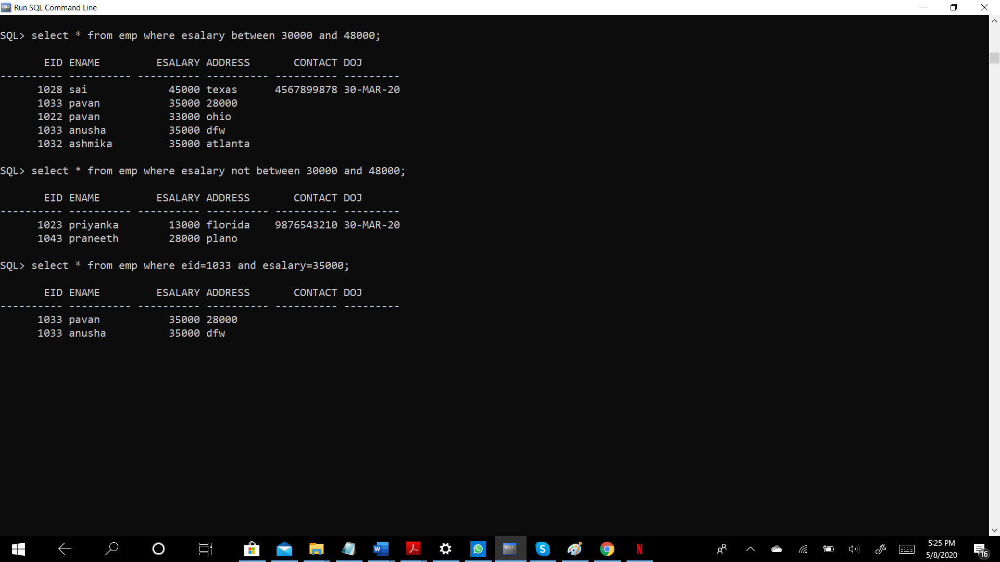 Run SQL Command Line
SQL> select * from emp where esalary between 30000 and 48000;
       EID ENAME         ESALARY ADDRESS       CONTACT DOJ
---------- ---------- ---------- ---------- ---------- ---------
      1028 sai             45000 texas      4567899878 30-MAR-20
      1033 pavan           35000 28000
      1022 pavan           33000 ohio
      1033 anusha          35000 dfw
      1032 ashmika         35000 atlanta
SQL> select * from emp where esalary not between 30000 and 48000;
       EID ENAME         ESALARY ADDRESS       CONTACT DOJ
---------- ---------- ---------- ---------- ---------- ---------
      1023 priyanka        13000 florida    9876543210 30-MAR-20
      1043 praneeth        28000 plano
SQL> select * from emp where eid=1033 and esalary=35000;
       EID ENAME         ESALARY ADDRESS       CONTACT DOJ
---------- ---------- ---------- ---------- ---------- ---------
      1033 pavan           35000 28000
      1033 anusha          35000 dfw
5:25 PM
5/8/2020
16